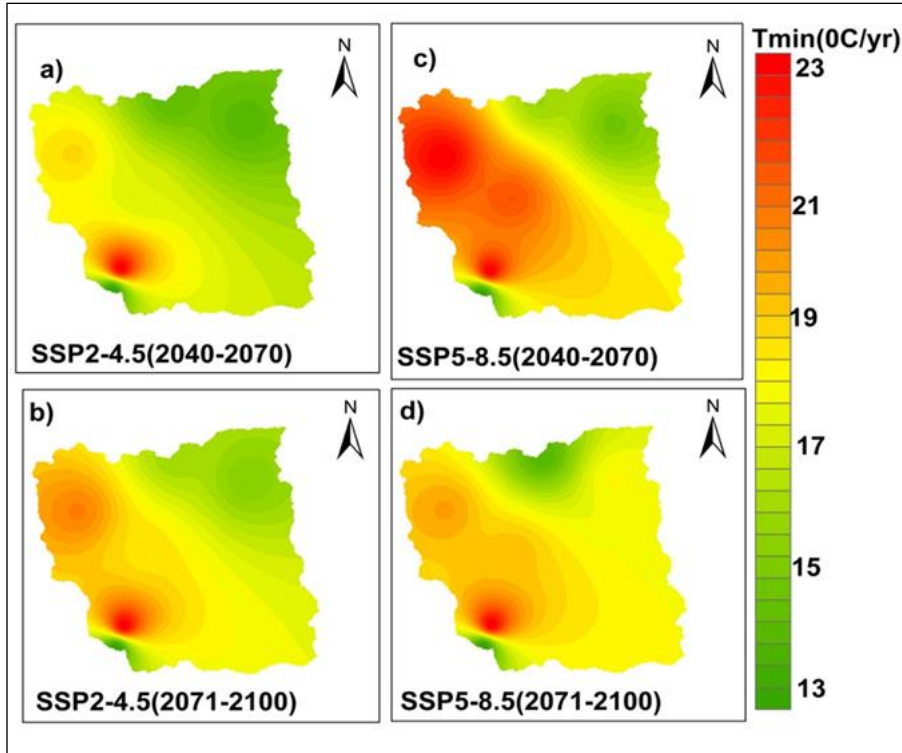 a)
N
SSP2-4.5(2040-2070)
c)
N
SSP5-8.5(2040-2070)
b)
N
SSP2-4.5(2071-2100)
d)
N
SSP5-8.5(2071-2100)
Tmin(0C/yr)
23
21
19
17
15
13